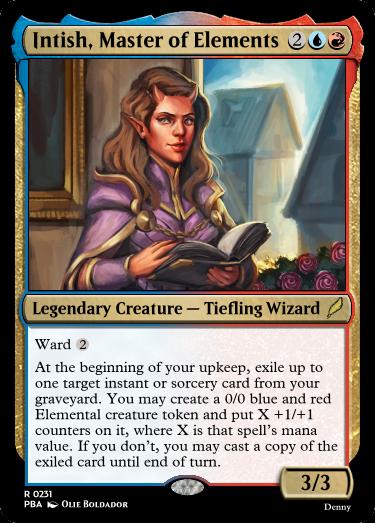 Intish, Master of Elements 2
Legendary Creature — Tiefling Wizard
Ward 2
At the beginning of your upkeep, exile up to
one target instant or sorcery card from your
graveyard. You may create a 0/0 blue and red
Elemental creature token and put X +1/+1
counters on it, where X is that spell's mana
value. If you don't, you may cast a copy of the
exiled card until end of turn.
3/3
R 0231
PBA Olie Boldador
Denny